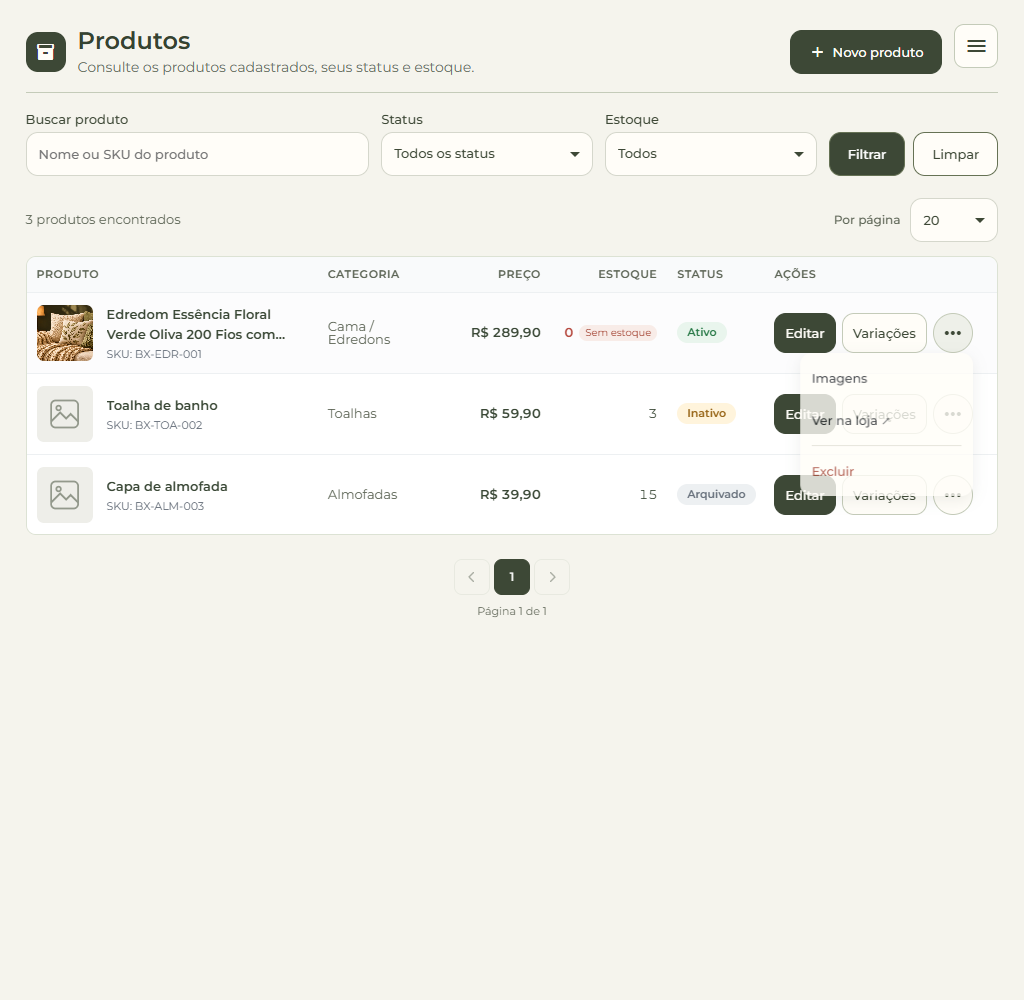 Produtos
Consulte os produtos cadastrados, seus status e estoque.
+ Novo produto
Buscar produto
Status
Estoque
Nome ou SKU do produto
Todos os status
Todos
Filtrar
Limpar
3 produtos encontrados
Por página
20
PRODUTO
CATEGORIA
PREÇO
ESTOQUE
STATUS
AÇÕES
Edredom Essência Floral
Verde Oliva 200 Fios com...
SKU: BX-EDR-001
Cama /
Edredons
R$ 289,90
0
Sem estoque
Ativo
Editar
Variações
•••
Imagens
Ver na loja ↗
Excluir
Toalha de banho
SKU: BX-TOA-002
Toalhas
R$ 59,90
3
Inativo
Editar
Variações
•••
Capa de almofada
SKU: BX-ALM-003
Almofadas
R$ 39,90
15
Arquivado
Editar
Variações
•••
1
Página 1 de 1